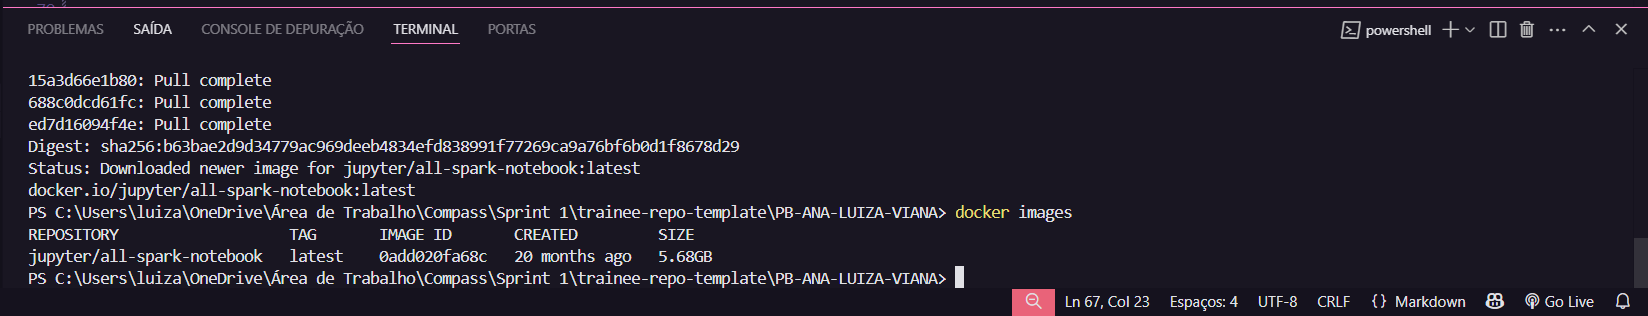 PROBLEMAS SAÍDA CONSOLE DE DEPURAÇÃO TERMINAL PORTAS powershell
15a3d66e1b80: Pull complete
688c0dcd61fc: Pull complete
ed7d16094f4e: Pull complete
Digest: sha256:b63bae2d9d34779ac969deeb4834efd838991f77269ca9a76bf6b0d1f8678d29
Status: Downloaded newer image for jupyter/all-spark-notebook:latest
docker.io/jupyter/all-spark-notebook:latest
PS C:\Users\luiza\OneDrive\Área de Trabalho\Compass\Sprint 1\trainee-repo-template\PB-ANA-LUIZA-VIANA> docker images
REPOSITORY TAG IMAGE ID CREATED SIZE
jupyter/all-spark-notebook latest 0add020fa68c 20 months ago 5.68GB
PS C:\Users\luiza\OneDrive\Área de Trabalho\Compass\Sprint 1\trainee-repo-template\PB-ANA-LUIZA-VIANA>
Ln 67, Col 23 Espaços: 4 UTF-8 CRLF {} Markdown Go Live